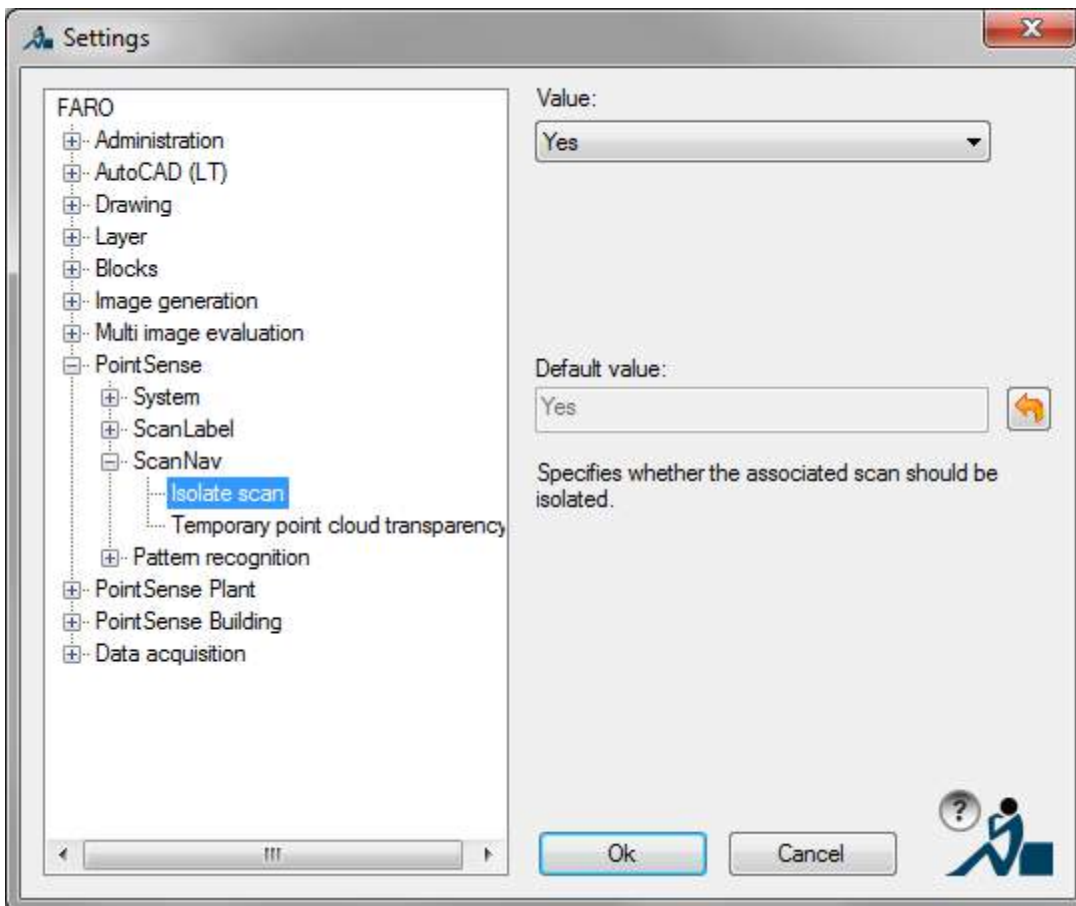 Settings
FARO
Administration
AutoCAD (LT)
Drawing
Layer
Blocks
Image generation
Multi image evaluation
PointSense
System
ScanLabel
ScanNav
Isolate scan
Temporary point cloud transparency
Pattern recognition
PointSense Plant
PointSense Building
Data acquisition
Value:
Yes
Default value:
Yes
Specifies whether the associated scan should be
isolated.
?
Ok
Cancel